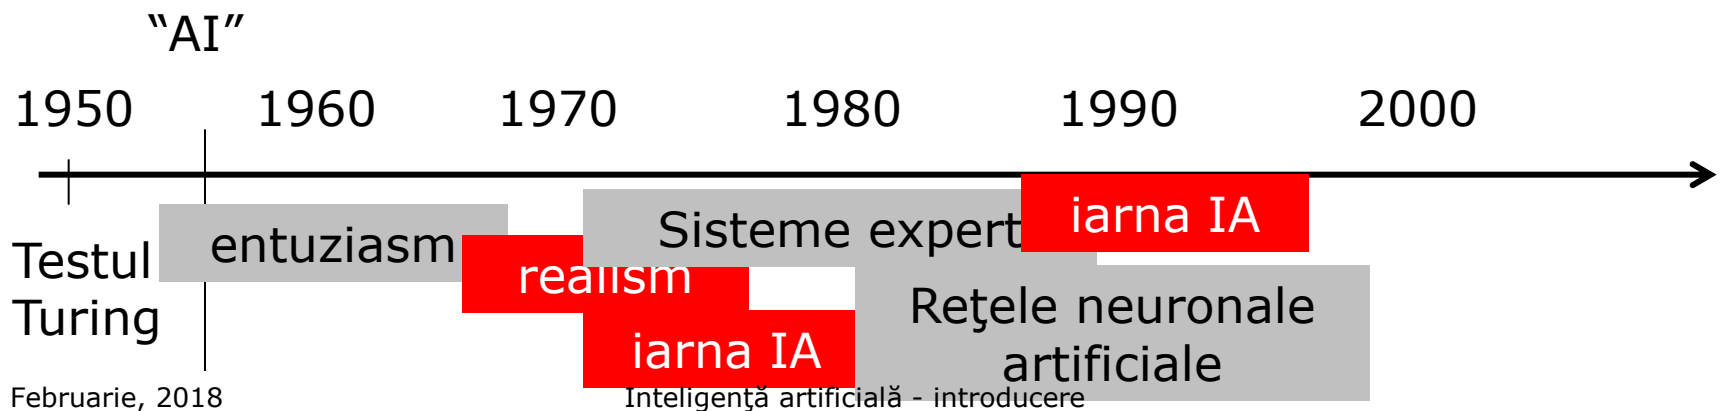 “AI”
1950 1960 1970 1980 1990 2000
Testul
Turing
entuziasm
realism
Sisteme expert
iarna IA
iarna IA
Reţele neuronale
artificiale
Februarie, 2018
Inteligenţă artificială - introducere